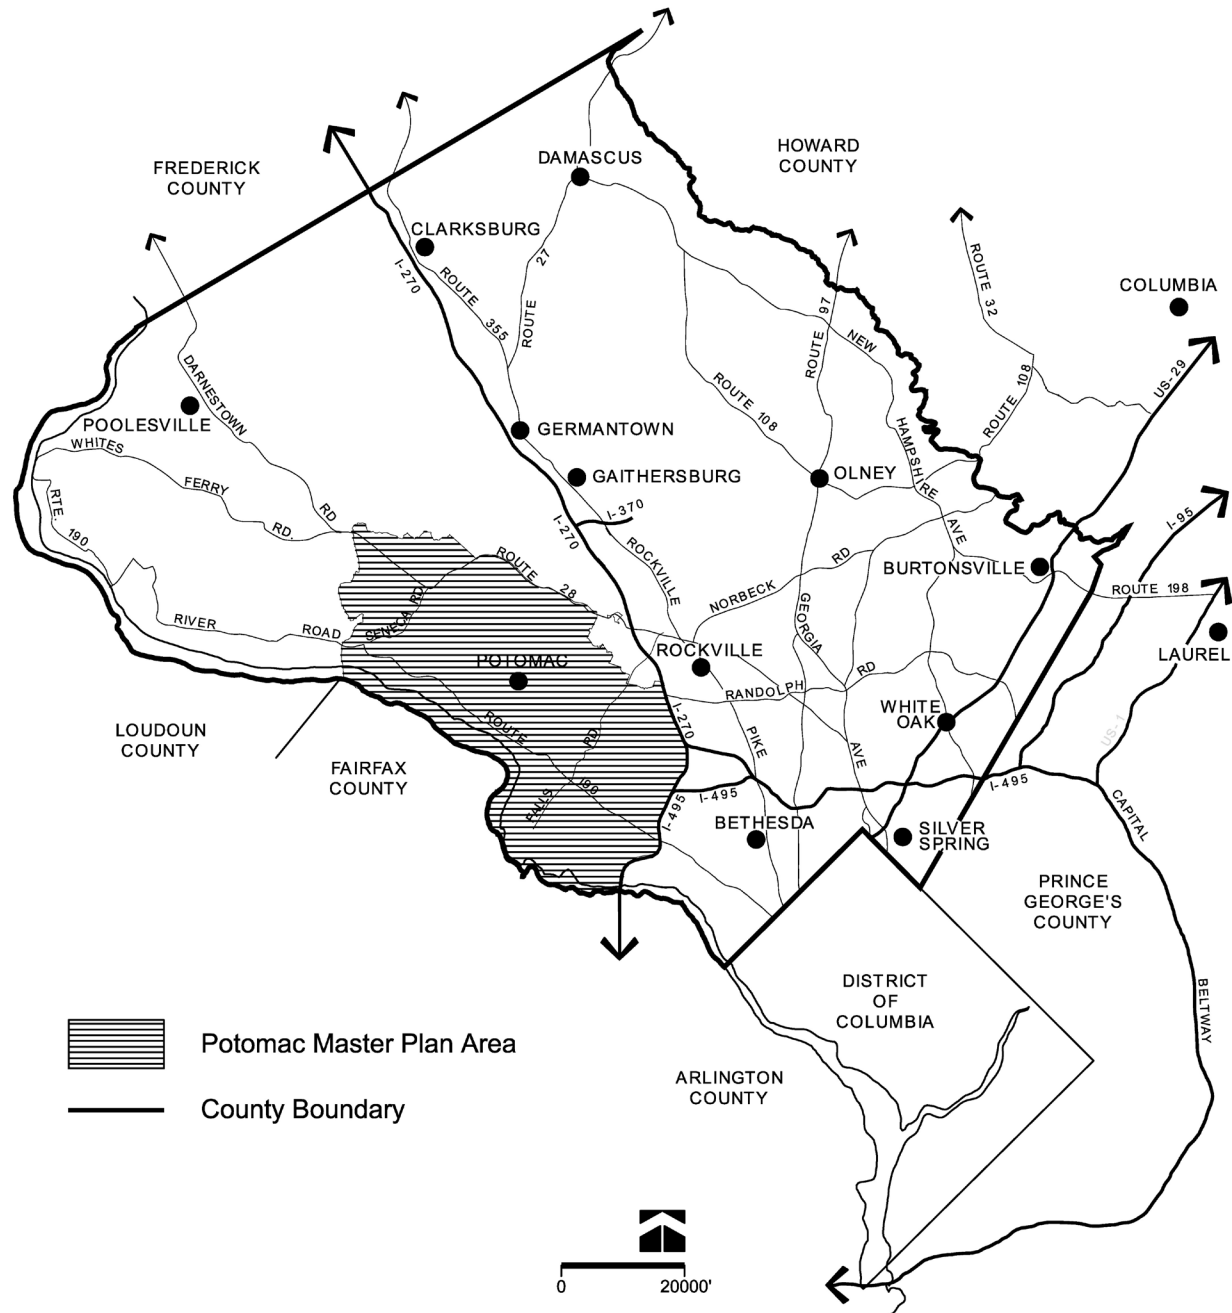 DAMASCUS
HOWARD
COUNTY
FREDERICK
COUNTY
CLARKSBURG
I-270
ROUTE 355
ROUTE 27
ROUTE 97
NEW HAMPSHIRE AVE
ROUTE 32
COLUMBIA
US-29
ROUTE 108
ROUTE 108
DARNESTOWN RD
POOLESVILLE
WHITES FERRY RD.
RTE. 190
GERMANTOWN
GAITHERSBURG
OLNEY
I-370
I-270
I-95
ROCKVILLE PIKE
ROUTE 28
NORBECK RD
BURTONSVILLE
ROUTE 198
GEORGIA AVE
RIVER ROAD
SENECA RD
POTOMAC
ROCKVILLE
LAUREL
RANDOLPH RD
WHITE
OAK
I-270
US-1
ROUTE 190
FALLS RD
LOUDOUN
COUNTY
FAIRFAX
COUNTY
I-495
I-495
I-495
BETHESDA
SILVER
SPRING
CAPITAL BELTWAY
PRINCE
GEORGE'S
COUNTY
DISTRICT
OF
COLUMBIA
ARLINGTON
COUNTY
Potomac Master Plan Area
County Boundary
0 20000'